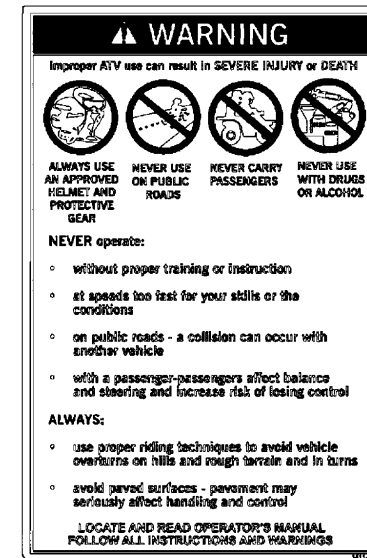 WARNING
Improper ATV use can result in SEVERE INJURY or DEATH
ALWAYS USE
AN APPROVED
HELMET AND
PROTECTIVE
GEAR
NEVER USE
ON PUBLIC
ROADS
NEVER CARRY
PASSENGERS
NEVER USE
WITH DRUGS
OR ALCOHOL
NEVER operate:
° without proper training or instruction
° at speeds too fast for your skills or the
conditions
° on public roads - a collision can occur with
another vehicle
° with a passenger-passengers affect balance
and steering and increase risk of losing control
ALWAYS:
° use proper riding techniques to avoid vehicle
overturns on hills and rough terrain and in turns
° avoid paved surfaces - pavement may
seriously affect handling and control
LOCATE AND READ OPERATOR'S MANUAL
FOLLOW ALL INSTRUCTIONS AND WARNINGS